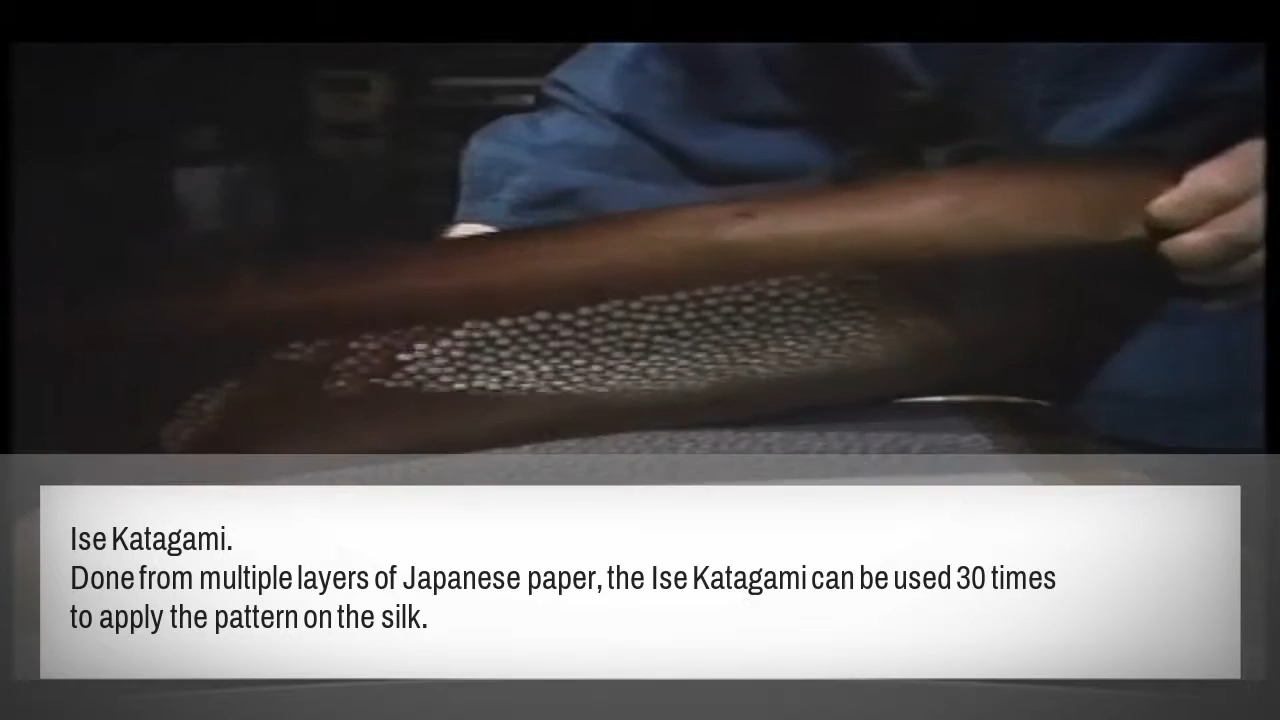 Ise Katagami.
Done from multiple layers of Japanese paper, the Ise Katagami can be used 30 times
to apply the pattern on the silk.